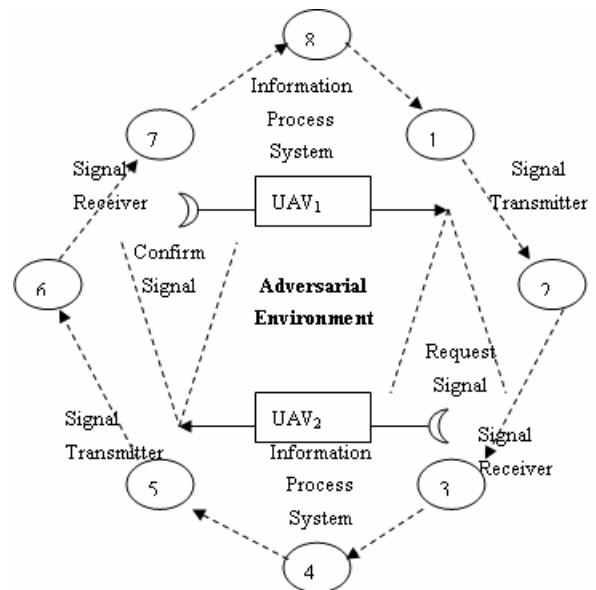 8
Information
Process
System
7
1
Signal
Receiver
Signal
Transmitter
UAV1
Confirm
Signal
6
2
Adversarial
Environment
Request
Signal
UAV2
Signal
Transmitter
Information
Process
System
Signal
Receiver
5
3
4